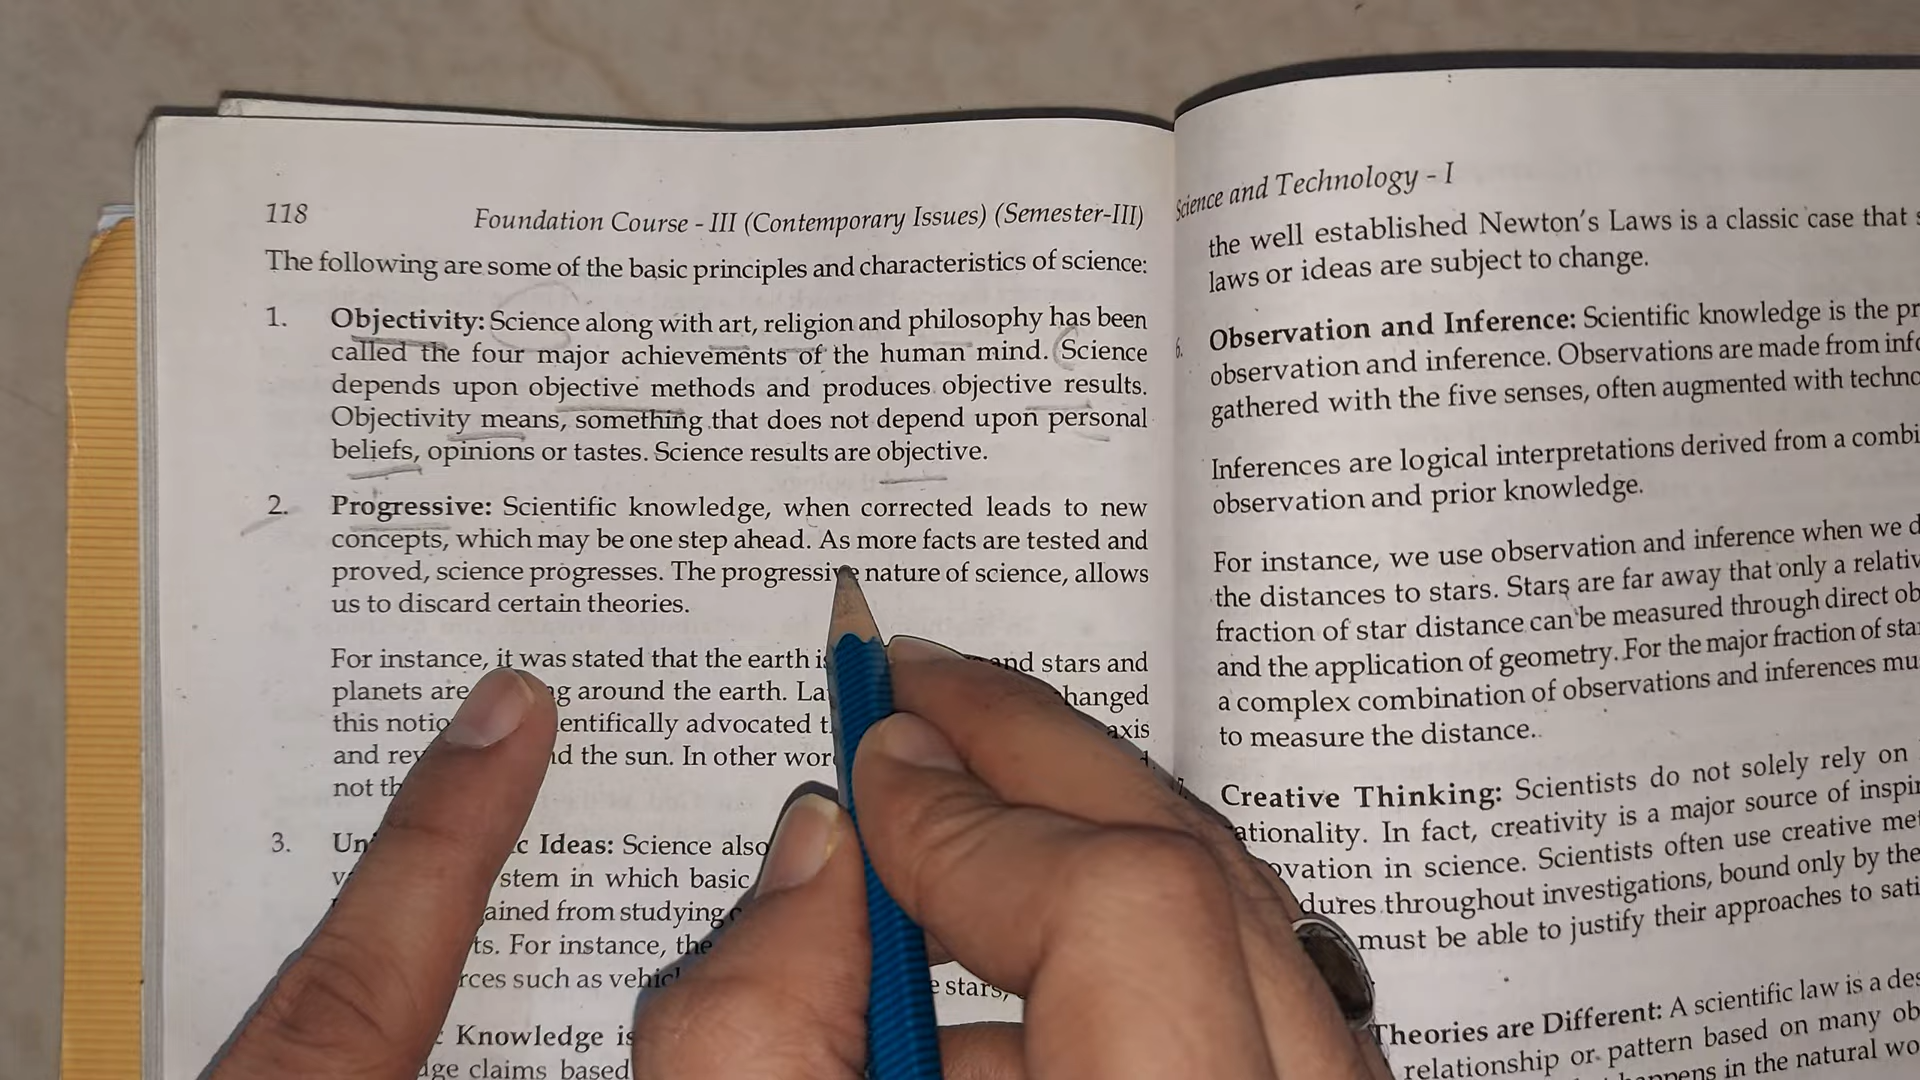 118
Foundation Course - III (Contemporary Issues) (Semester-III)
The following are some of the basic principles and characteristics of science:
1. Objectivity: Science along with art, religion and philosophy has been
called the four major achievements of the human mind. Science
depends upon objective methods and produces objective results.
Objectivity means, something that does not depend upon personal
beliefs, opinions or tastes. Science results are objective.
2. Progressive: Scientific knowledge, when corrected leads to new
concepts, which may be one step ahead. As more facts are tested and
proved, science progresses. The progressive nature of science, allows
us to discard certain theories.
For instance, it was stated that the earth and stars and
planets are around the earth.
this scientifically advocated axis
and the sun. In other
not
3. Ideas: Science also
in which basic
from studying
For instance, the
such as
stars,
Knowledge is
claims based
Science and Technology - I
the well established Newton's Laws is a classic case that
laws or ideas are subject to change.
6. Observation and Inference: Scientific knowledge is the
observation and inference. Observations are made from
gathered with the five senses, often augmented with
Inferences are logical interpretations derived from a
observation and prior knowledge.
For instance, we use observation and inference when we
the distances to stars. Stars are far away that only a
fraction of star distance can be measured through direct
and the application of geometry. For the major fraction of
a complex combination of observations and inferences
to measure the distance..
7. Creative Thinking: Scientists do not solely rely on
rationality. In fact, creativity is a major source of
in science. Scientists often use creative
throughout investigations, bound only by the
must be able to justify their approaches to
Theories are Different: A scientific law is a
relationship or pattern based on many
in the natural